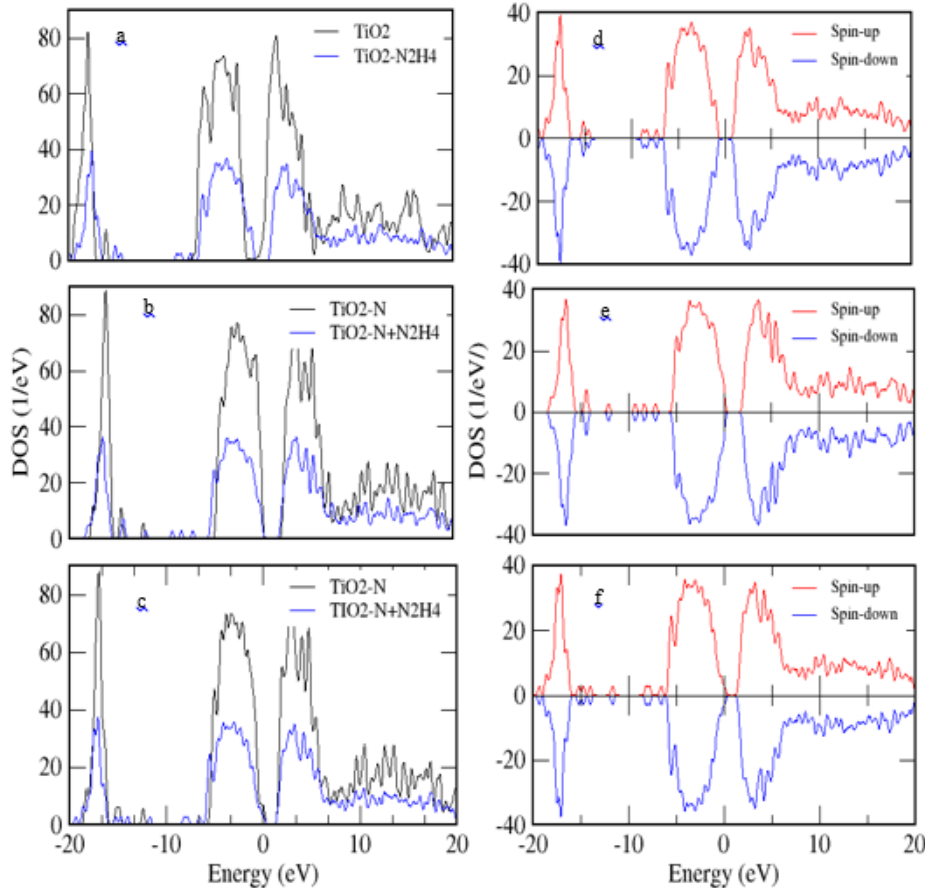 a
TiO2
TiO2-N2H4
80
60
40
20
0
d
Spin-up
Spin-down
40
20
0
-20
-40
b
TiO2-N
TiO2-N+N2H4
80
60
40
20
0
DOS (1/eV)
e
Spin-up
Spin-down
40
20
0
-20
-40
DOS (1/eV/
c
TiO2-N
TIO2-N+N2H4
80
60
40
20
0
-20 -10 0 10 20
Energy (eV)
f
Spin-up
Spin-down
40
20
0
-20
-40
-20 -10 0 10 20
Energy (eV)